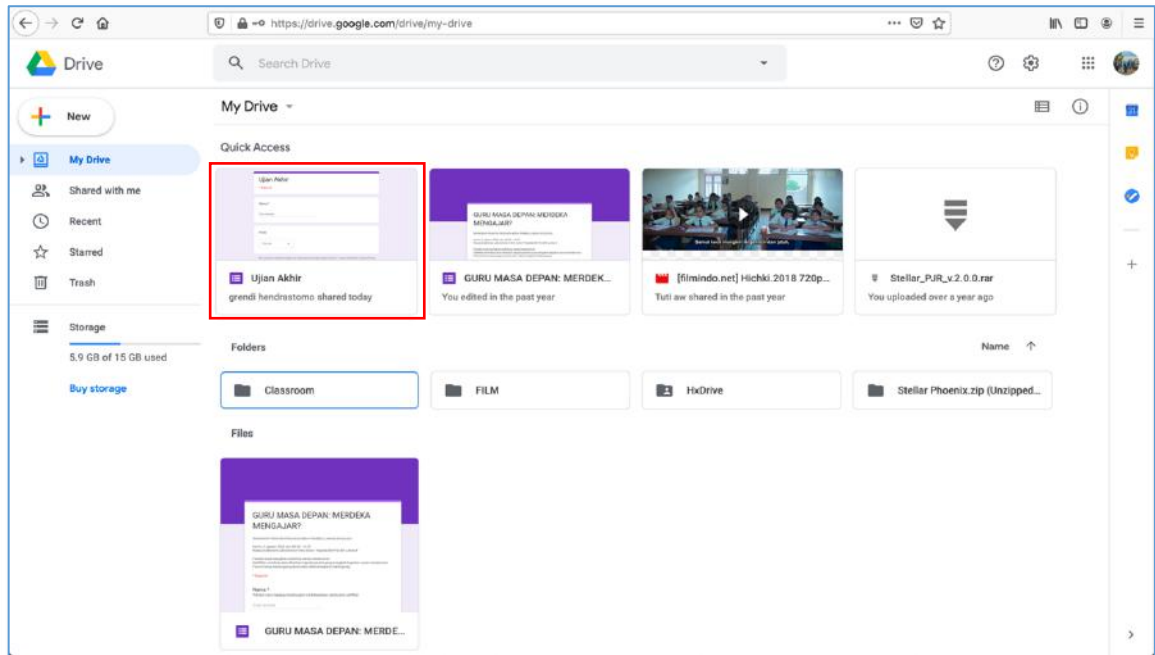 https://drive.google.com/drive/my-drive
Drive
Search Drive
New
My Drive
My Drive
Shared with me
Recent
Starred
Trash
Storage
5.9 GB of 15 GB used
Buy storage
Quick Access
Ujian Akhir
Ujian Akhir
grendi hendrastomo shared today
GURU MASA DEPAN: MERDEKA
MENGAJAR?
GURU MASA DEPAN: MERDEK...
You edited in the past year
[filmindo.net] Hichki.2018 720p...
Tuti aw shared in the past year
Stellar_PJR_v.2.0.0.rar
You uploaded over a year ago
Folders
Name
Classroom
FILM
HxDrive
Stellar Phoenix.zip (Unzipped...
Files
GURU MASA DEPAN: MERDEKA
MENGAJAR?
Nama *
GURU MASA DEPAN: MERDE...